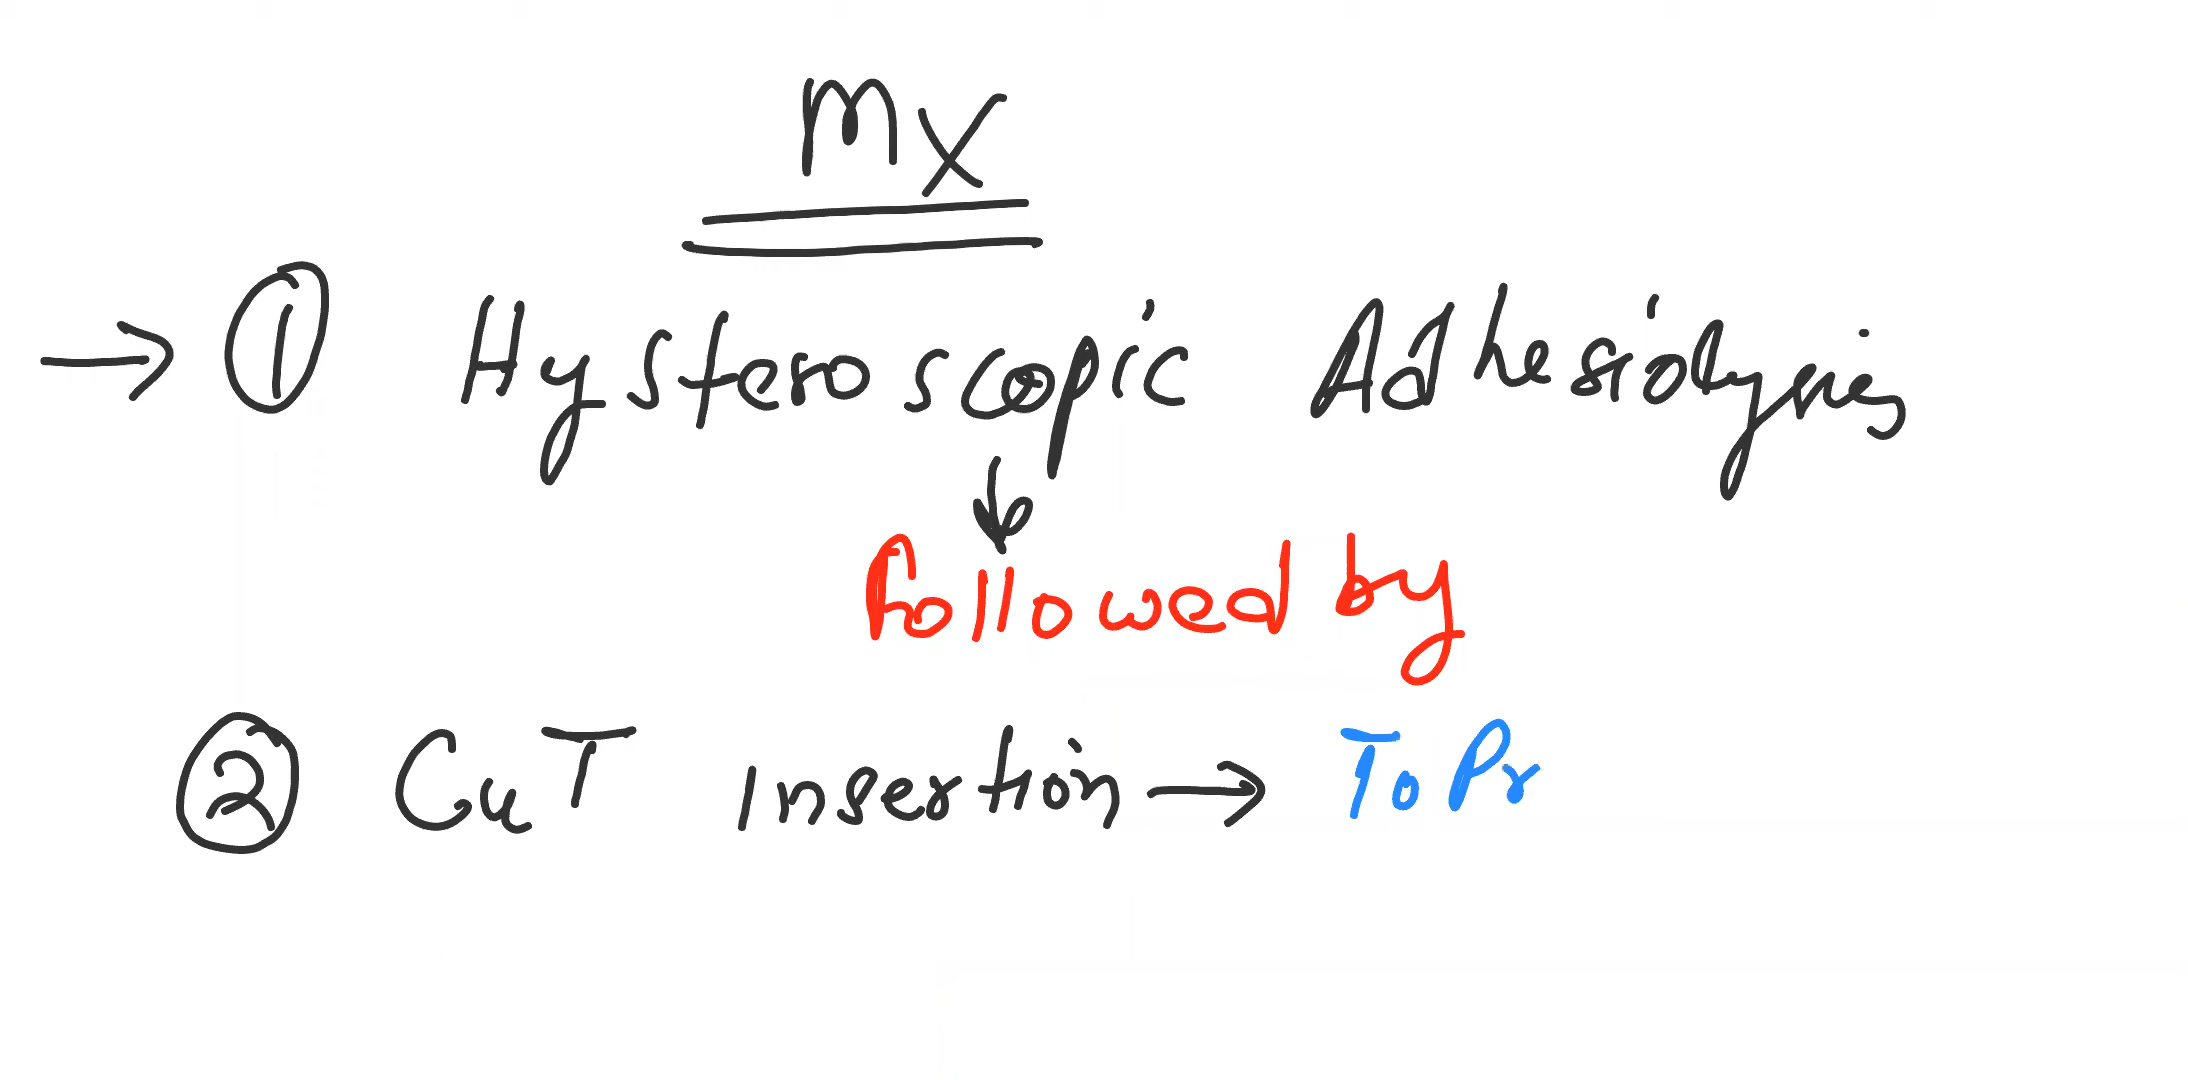 Mx
→ ① Hysteroscopic Adhesiolysis
↓
followed by
② CuT Insertion → To Pr